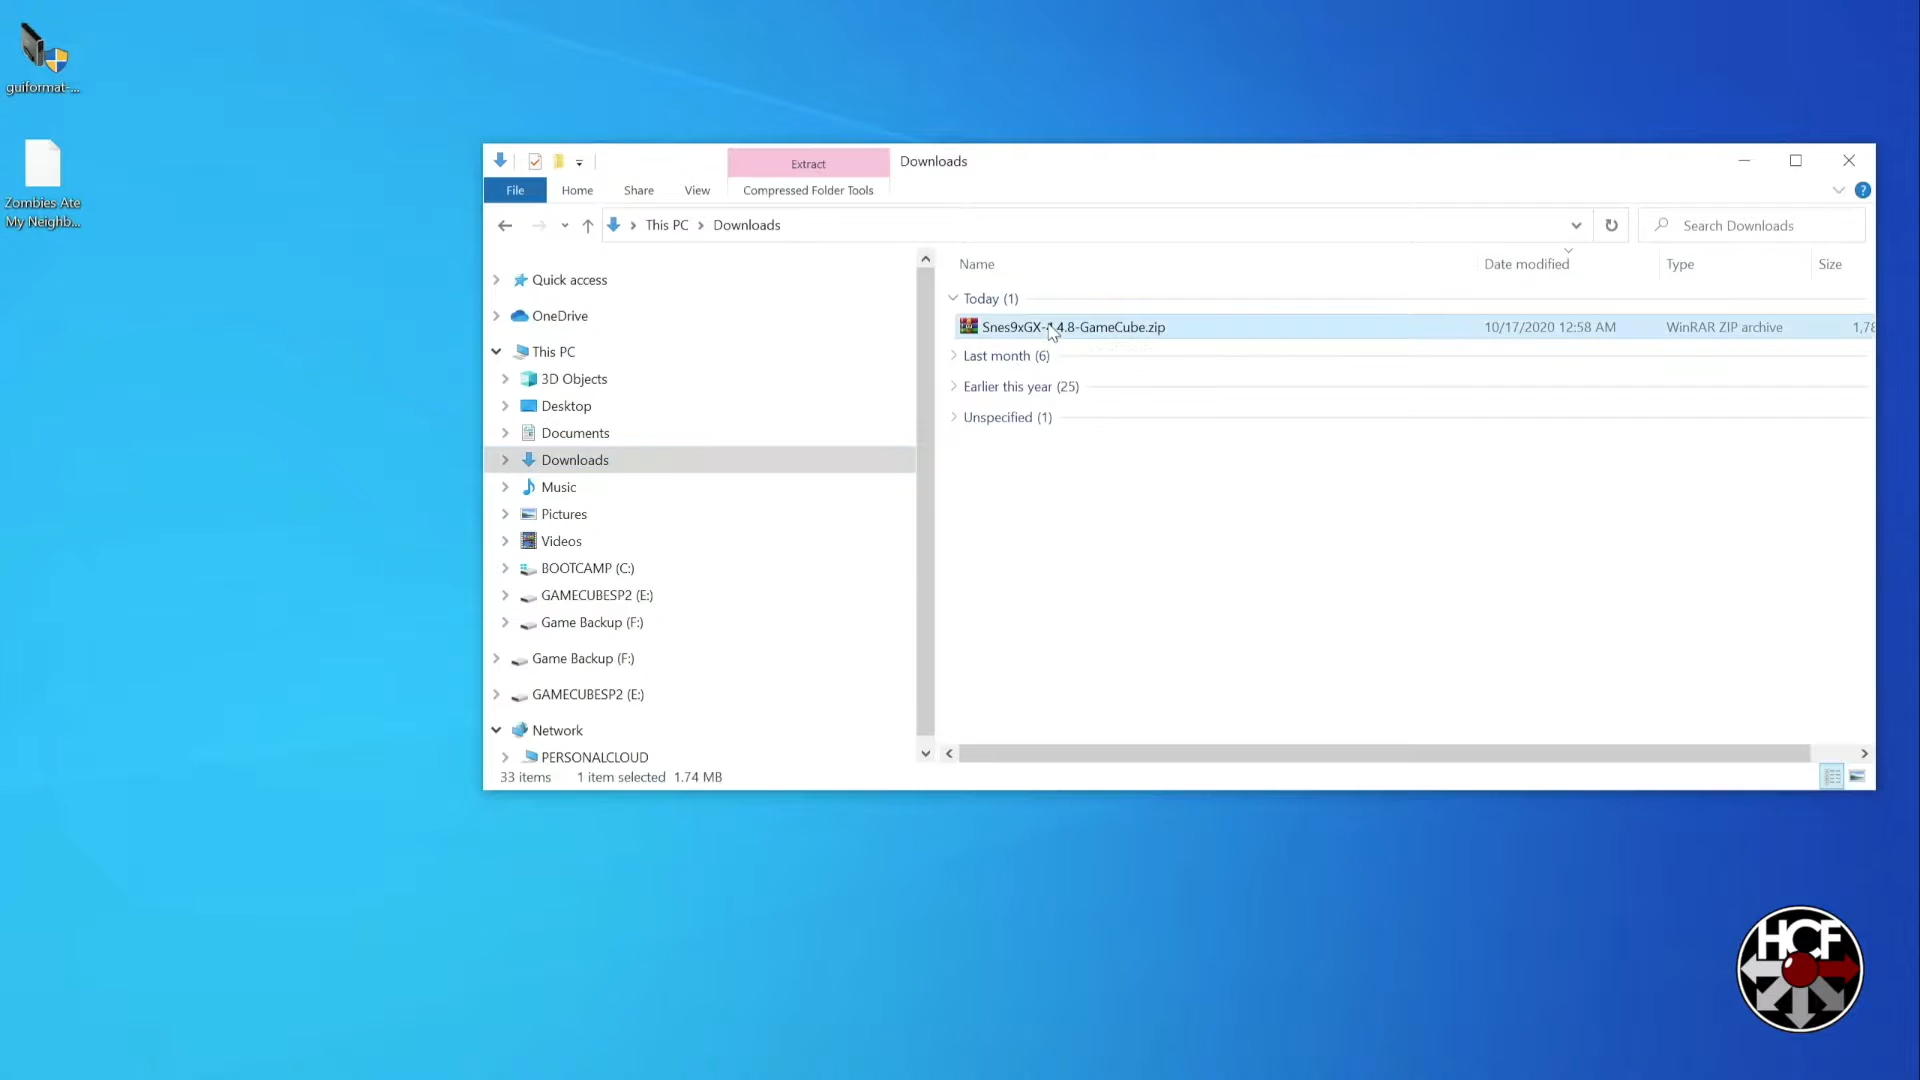 guiformat-...
Zombies Ate
My Neighb...
Extract
Downloads
File
Home
Share
View
Compressed Folder Tools
This PC
Downloads
Search Downloads
Name
Date modified
Type
Size
Quick access
OneDrive
This PC
3D Objects
Desktop
Documents
Downloads
Music
Pictures
Videos
BOOTCAMP (C:)
GAMECUBESP2 (E:)
Game Backup (F:)
Game Backup (F:)
GAMECUBESP2 (E:)
Network
PERSONALCLOUD
Today (1)
Snes9xGX-4.4.8-GameCube.zip
10/17/2020 12:58 AM
WinRAR ZIP archive
1,78
Last month (6)
Earlier this year (25)
Unspecified (1)
33 items
1 item selected 1.74 MB
HCF